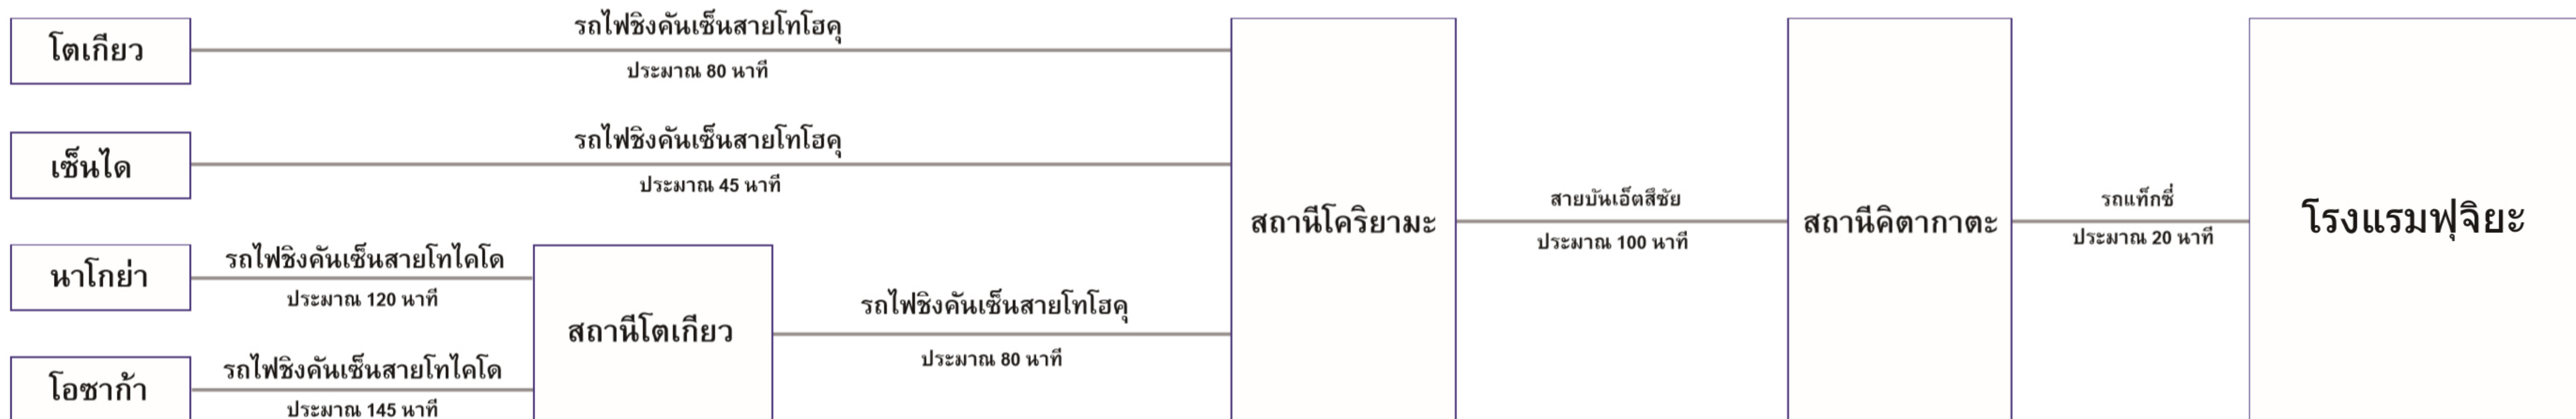 รถไฟชิงคันเซ็นสายโทโฮคุ
โตเกียว
ประมาณ 80 นาที
รถไฟชิงคันเซ็นสายโทโฮคุ
เซ็นได
ประมาณ 45 นาที
รถไฟชิงคันเซ็นสายโทไคโด
นาโกย่า
ประมาณ 120 นาที
รถไฟชิงคันเซ็นสายโทไคโด
โอซาก้า
ประมาณ 145 นาที
สถานีโตเกียว
รถไฟชิงคันเซ็นสายโทโฮคุ
ประมาณ 80 นาที
สถานีโคริยามะ
สายบันเอ็ตสึชัย
ประมาณ 100 นาที
สถานีคิตากาตะ
รถแท็กซี่
ประมาณ 20 นาที
โรงแรมฟุจิยะ